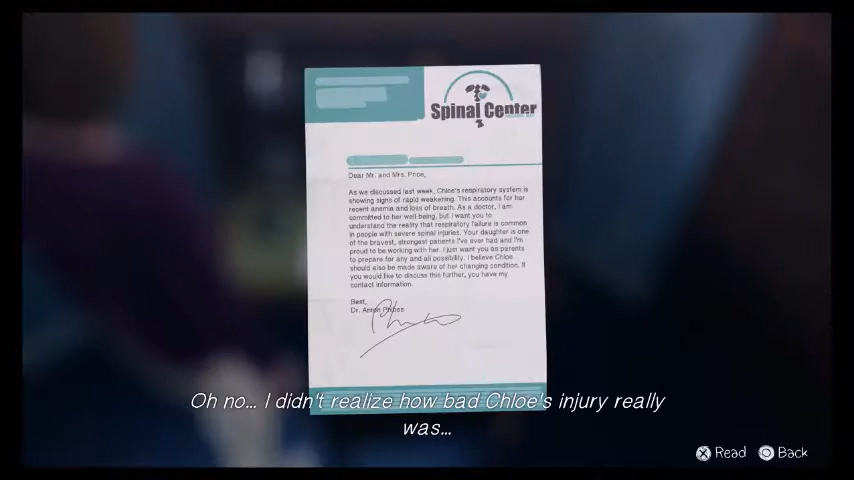 Spinal Center
Dear Mr. and Mrs. Price,
As we discussed last week, Chloe's respiratory system is
showing signs of rapid weakening. This accounts for her
recent anemia and loss of breath. As a doctor, I am
committed to her well-being, but I want you to
understand the reality that respiratory failure is common
in people with severe spinal injuries. Your daughter is one
of the bravest, strongest patients I've ever had and I'm
proud to be working with her. I just want you as parents
to prepare for any and all possibility. I believe Chloe
should also be made aware of her changing condition. If
you would like to discuss this further, you have my
contact information.
Best,
Dr. Anton Phibes
Oh no... I didn't realize how bad Chloe's injury really
was...
Read Back